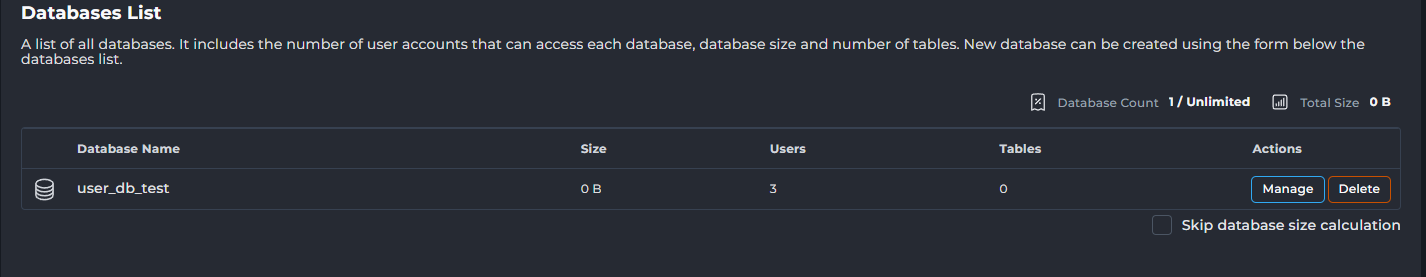 Databases List
A list of all databases. It includes the number of user accounts that can access each database, database size and number of tables. New database can be created using the form below the
databases list.
Database Count 1 / Unlimited Total Size 0 B
Database Name Size Users Tables Actions
user_db_test 0 B 3 0 Manage Delete
Skip database size calculation